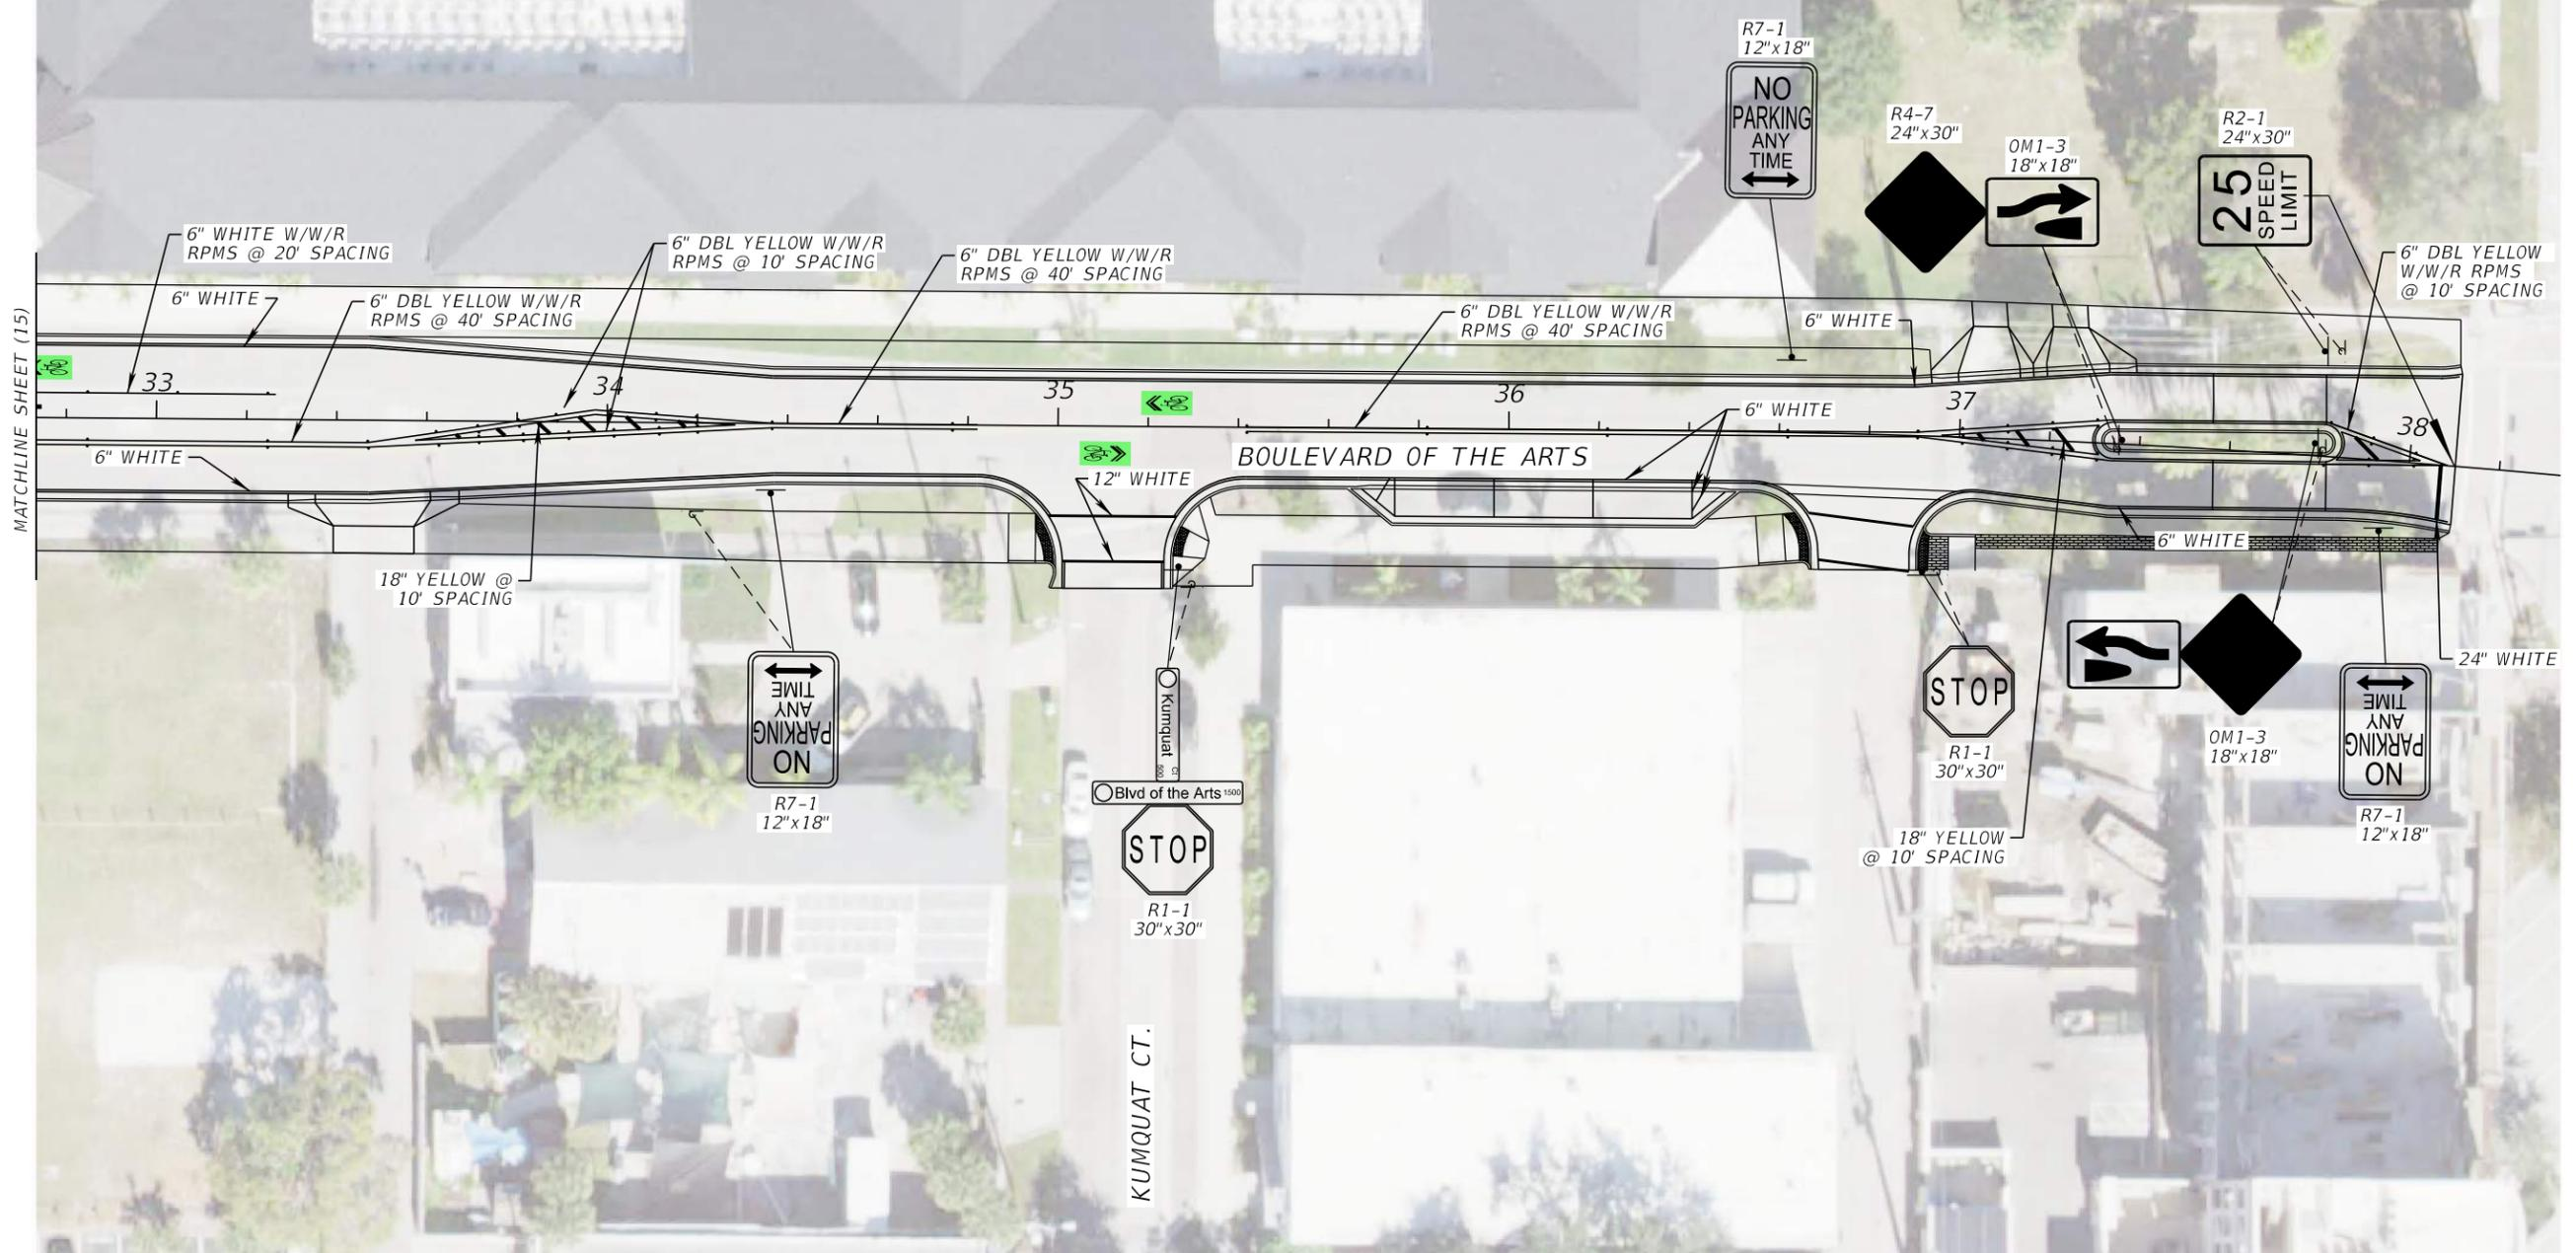 R7-1
12"x18"
NO
PARKING
ANY
TIME
R4-7
24"x30"
OM1-3
18"x18"
R2-1
24"x30"
25
SPEED
LIMIT
6" WHITE W/W/R
RPMS @ 20' SPACING
6" DBL YELLOW W/W/R
RPMS @ 10' SPACING
6" DBL YELLOW W/W/R
RPMS @ 40' SPACING
6" DBL YELLOW
W/W/R RPMS
@ 10' SPACING
6" WHITE
6" DBL YELLOW W/W/R
RPMS @ 40' SPACING
6" DBL YELLOW W/W/R
RPMS @ 40' SPACING
6" WHITE
MATCHLINE SHEET (15)
33
34
35
36
37
38
6" WHITE
6" WHITE
BOULEVARD OF THE ARTS
12" WHITE
6" WHITE
18" YELLOW @
10' SPACING
NO
PARKING
ANY
TIME
R7-1
12"x18"
Kumquat
Ct
500
Blvd of the Arts 1500
STOP
R1-1
30"x30"
STOP
R1-1
30"x30"
18" YELLOW
@ 10' SPACING
OM1-3
18"x18"
24" WHITE
NO
PARKING
ANY
TIME
R7-1
12"x18"
KUMQUAT CT.